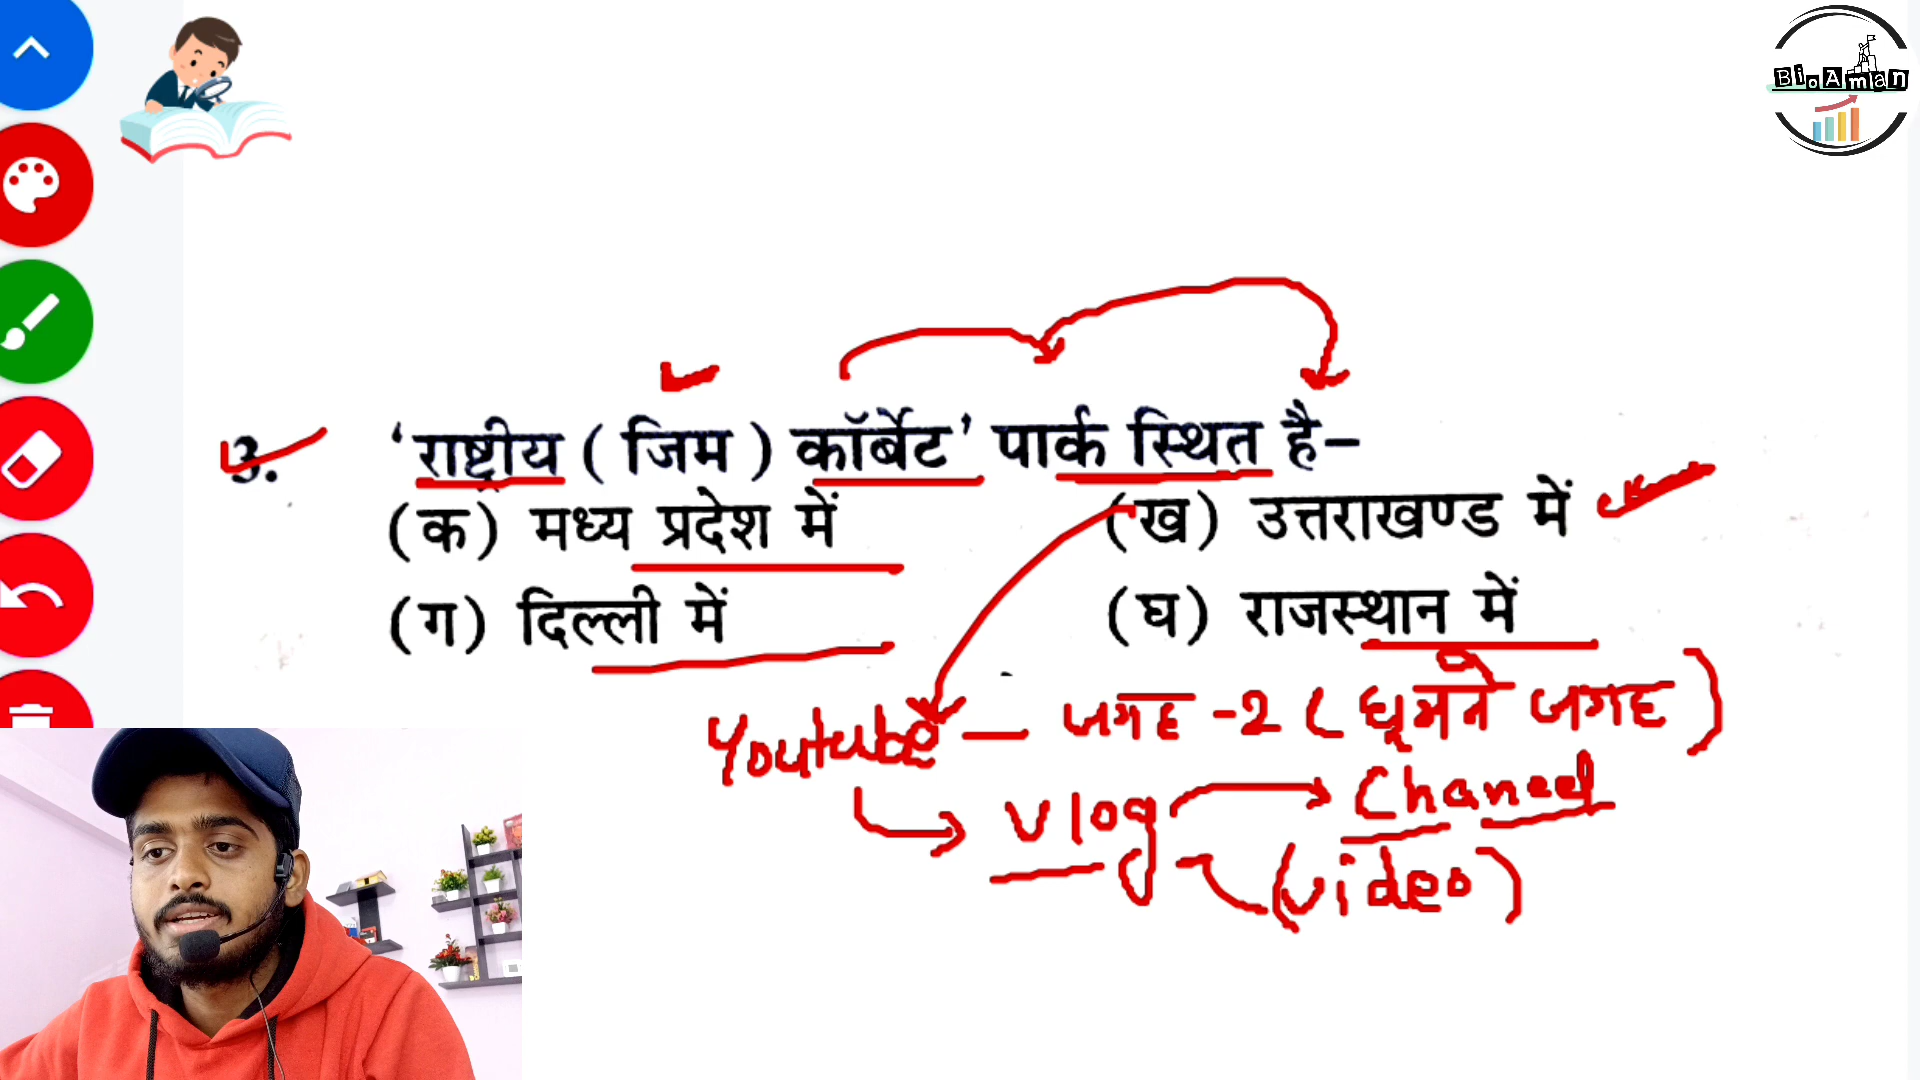 BioAman
3. 'राष्ट्रीय ( जिम ) कॉर्बेट' पार्क स्थित है–
(क) मध्य प्रदेश में (ख) उत्तराखण्ड में
(ग) दिल्ली में (घ) राजस्थान में
Youtube — जगह -2 ( घूमने जगह )
Vlog Chaneel
(video)